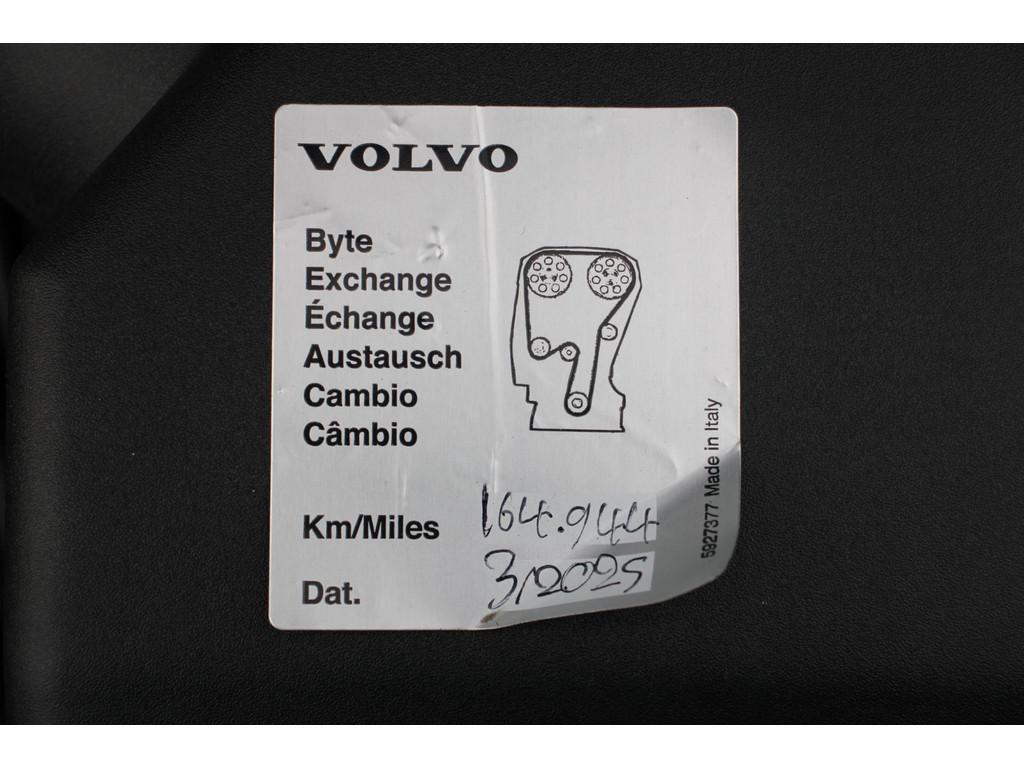 VOLVO
Byte
Exchange
Échange
Austausch
Cambio
Câmbio
Km/Miles 164.944
Dat. 3/2025
5927377 Made in Italy